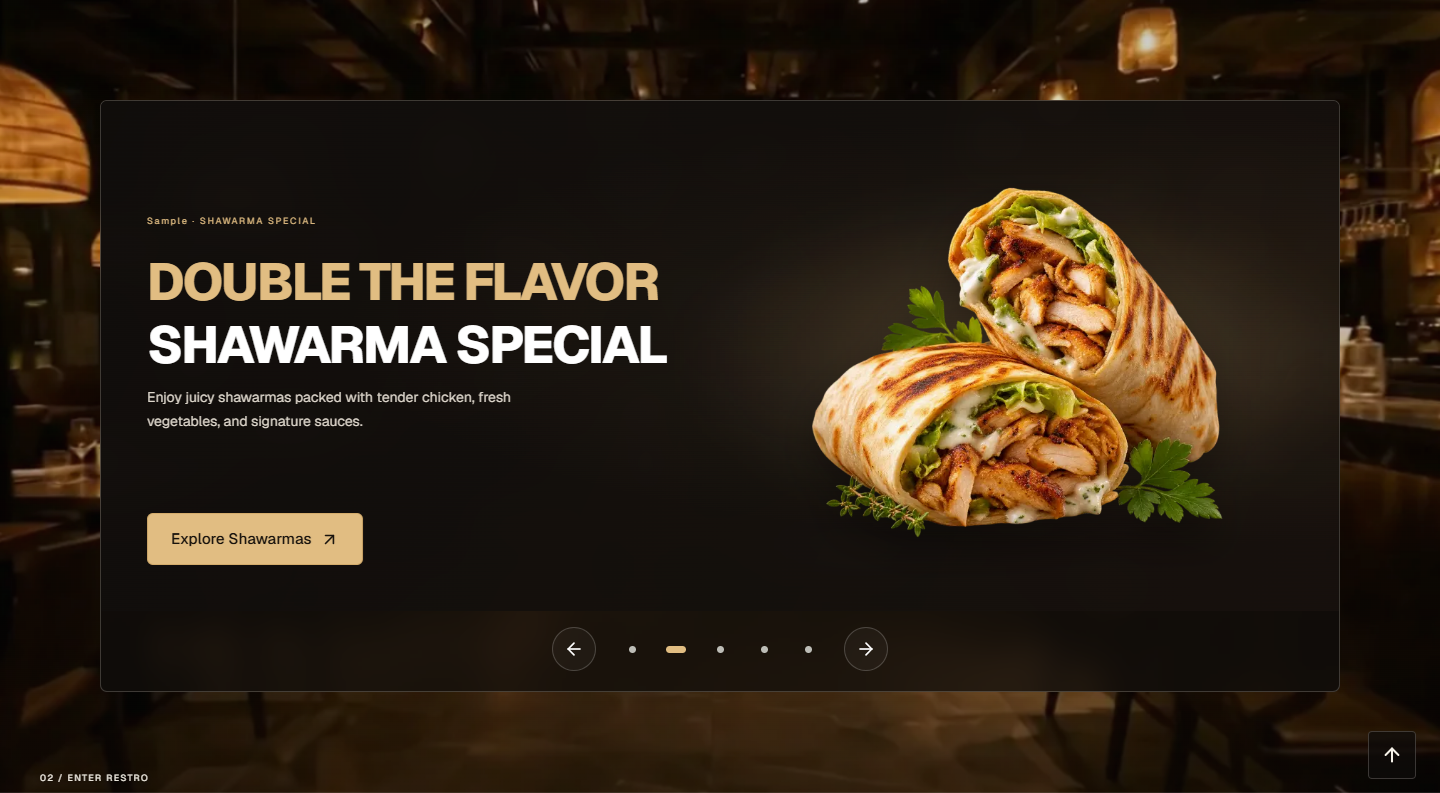 Sample · SHAWARMA SPECIAL
DOUBLE THE FLAVOR
SHAWARMA SPECIAL
Enjoy juicy shawarmas packed with tender chicken, fresh
vegetables, and signature sauces.
Explore Shawarmas
02 / ENTER RESTRO